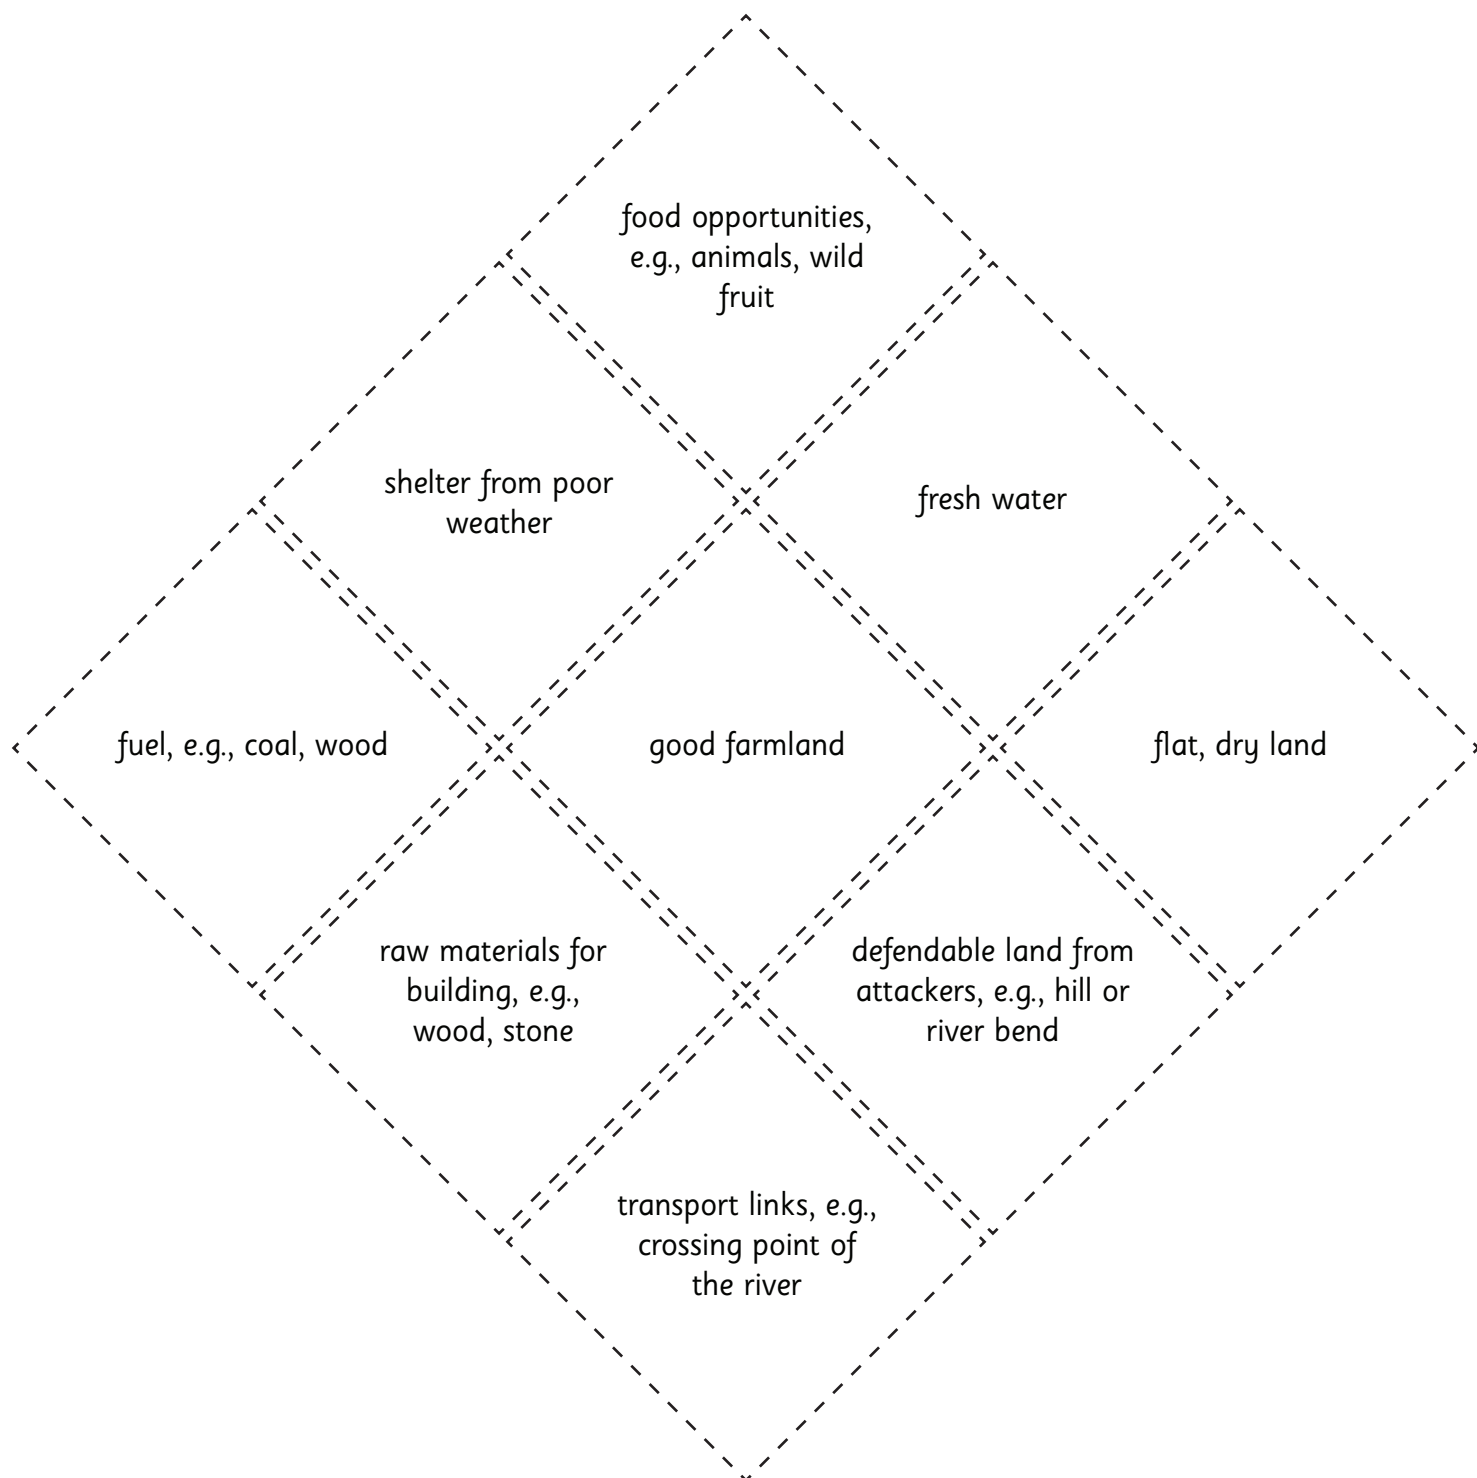 food opportunities,
e.g., animals, wild
fruit
shelter from poor
weather
fresh water
fuel, e.g., coal, wood
good farmland
flat, dry land
raw materials for
building, e.g.,
wood, stone
defendable land from
attackers, e.g., hill or
river bend
transport links, e.g.,
crossing point of
the river